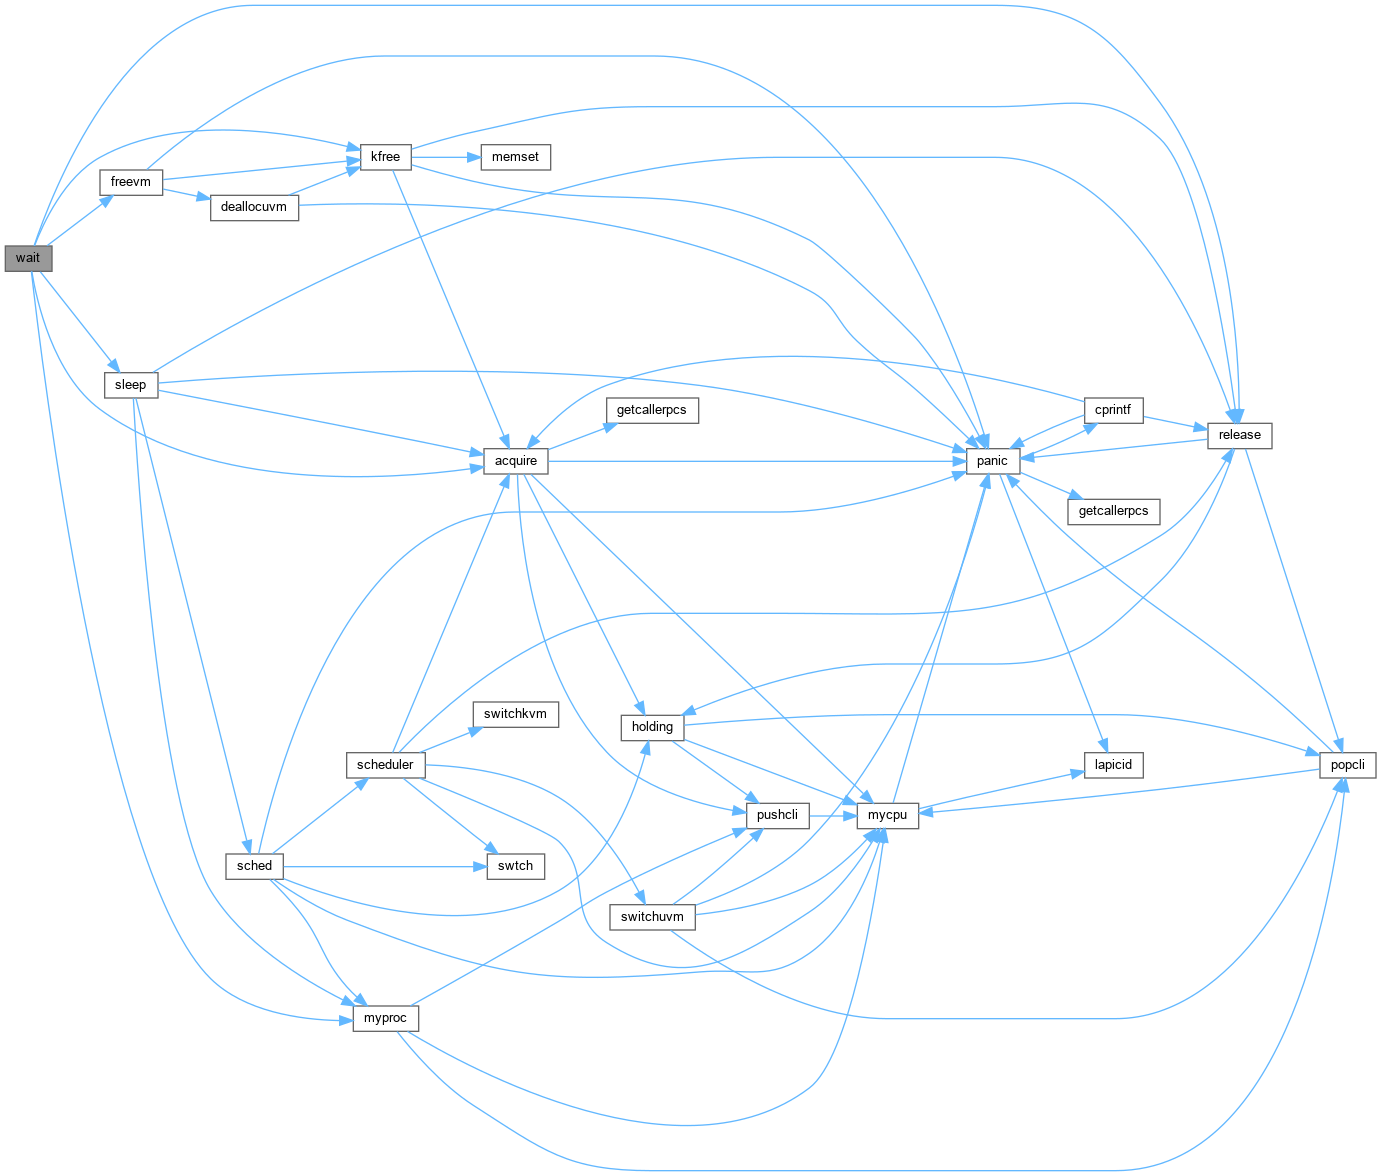 kfree
memset
freevm
deallocuvm
wait
sleep
getcallerpcs
cprintf
release
acquire
panic
getcallerpcs
switchkvm
holding
scheduler
lapicid
popcli
pushcli
mycpu
sched
swtch
switchuvm
myproc